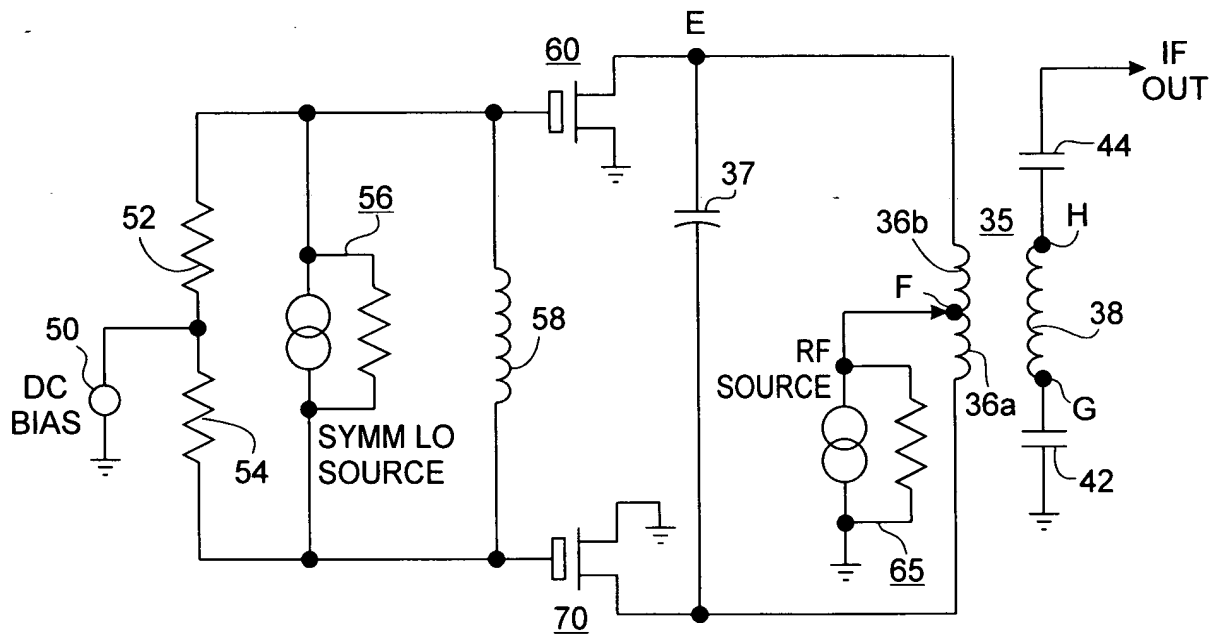 E
60
IF
OUT
44
37
52
56
36b
35
H
F
50
58
38
RF
SOURCE
DC
BIAS
36a
G
54
SYMM LO
SOURCE
42
65
70